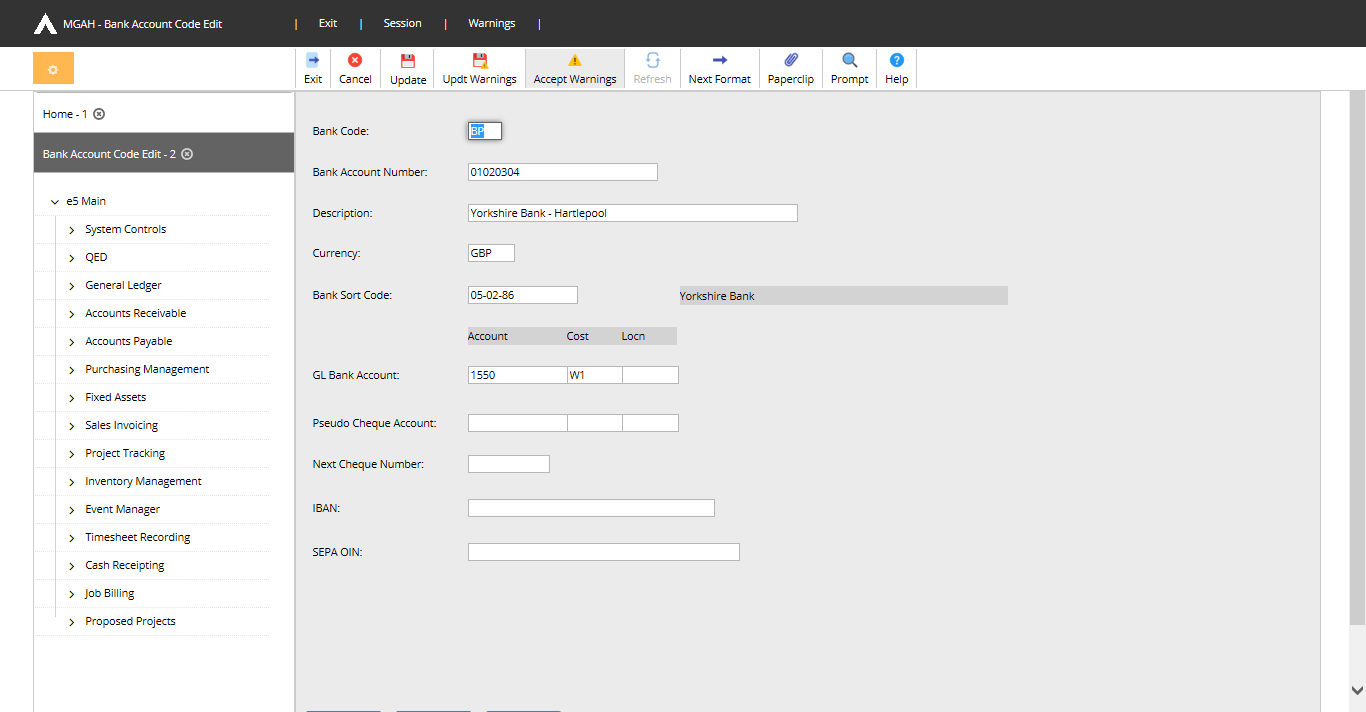 MGAH - Bank Account Code Edit | Exit | Session | Warnings |
Exit Cancel Update Updt Warnings Accept Warnings Refresh Next Format Paperclip Prompt Help
Home - 1
Bank Account Code Edit - 2
e5 Main
System Controls
QED
General Ledger
Accounts Receivable
Accounts Payable
Purchasing Management
Fixed Assets
Sales Invoicing
Project Tracking
Inventory Management
Event Manager
Timesheet Recording
Cash Receipting
Job Billing
Proposed Projects
Bank Code: BP
Bank Account Number: 01020304
Description: Yorkshire Bank - Hartlepool
Currency: GBP
Bank Sort Code: 05-02-86 Yorkshire Bank
Account Cost Locn
GL Bank Account: 1550 W1
Pseudo Cheque Account:
Next Cheque Number:
IBAN:
SEPA OIN: